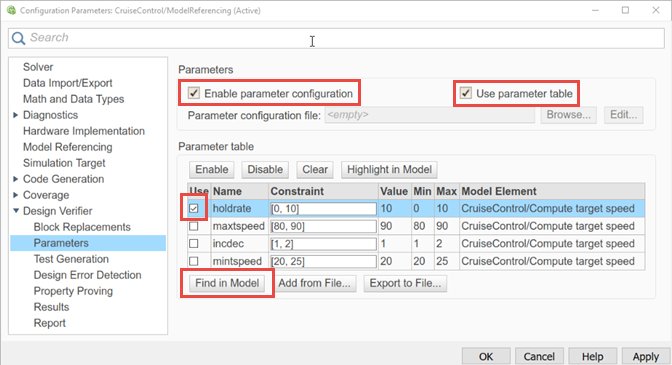 Configuration Parameters: CruiseControl/ModelReferencing (Active)
Search
Solver
Data Import/Export
Math and Data Types
Diagnostics
Hardware Implementation
Model Referencing
Simulation Target
Code Generation
Coverage
Design Verifier
Block Replacements
Parameters
Test Generation
Design Error Detection
Property Proving
Results
Report
Parameters
Enable parameter configuration Use parameter table
Parameter configuration file: <empty> Browse... Edit...
Parameter table
Enable Disable Clear Highlight in Model
Use Name Constraint Value Min Max Model Element
holdrate [0, 10] 10 0 10 CruiseControl/Compute target speed
maxtspeed [80, 90] 90 80 90 CruiseControl/Compute target speed
incdec [1, 2] 1 1 2 CruiseControl/Compute target speed
mintspeed [20, 25] 20 20 25 CruiseControl/Compute target speed
Find in Model Add from File... Export to File...
OK Cancel Help Apply